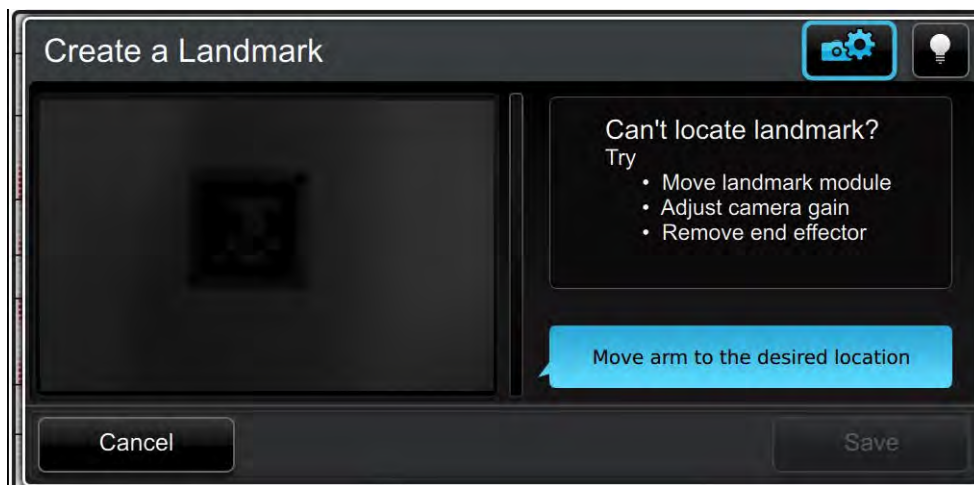 Create a Landmark
Can't locate landmark?
Try
• Move landmark module
• Adjust camera gain
• Remove end effector
Move arm to the desired location
Cancel
Save